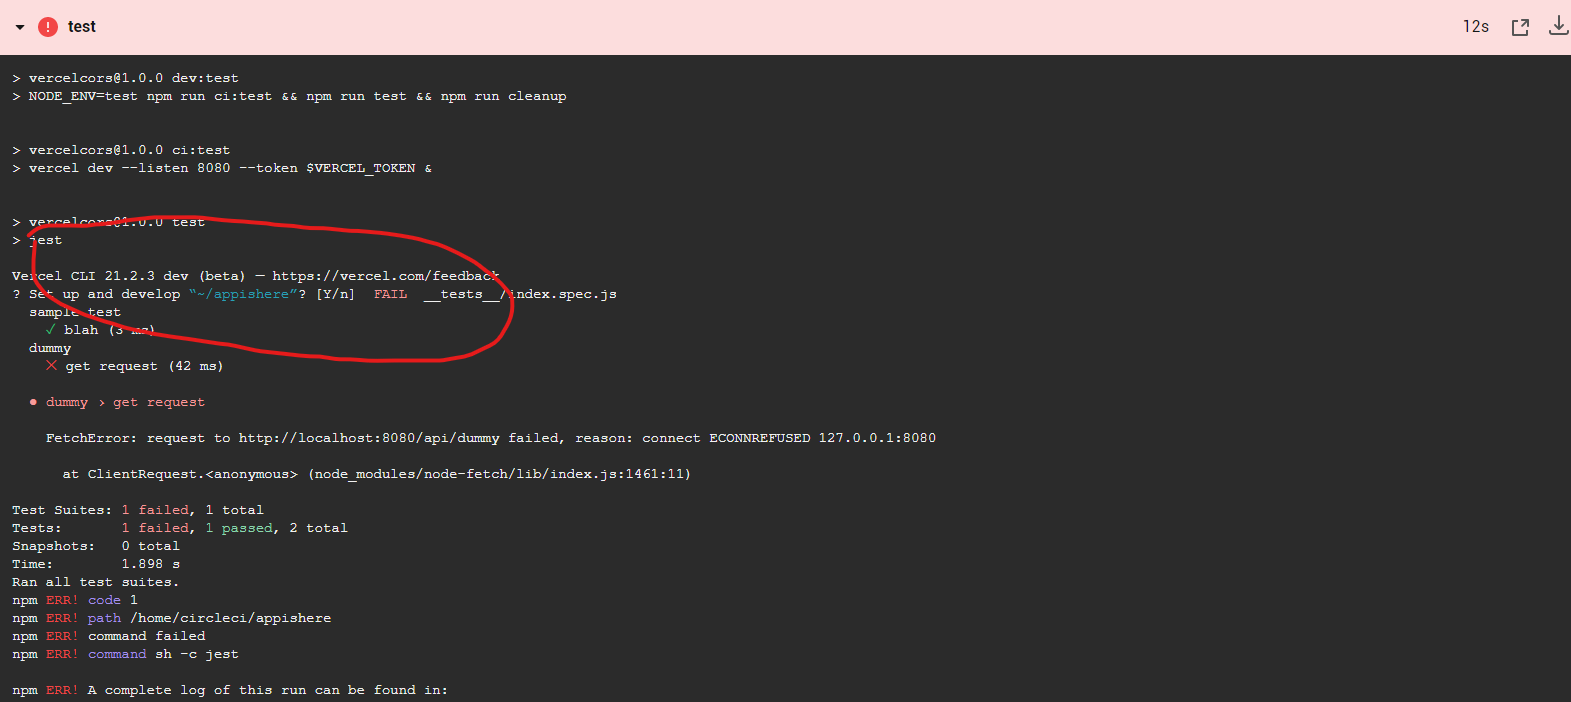 test 12s
> vercelcors@1.0.0 dev:test
> NODE_ENV=test npm run ci:test && npm run test && npm run cleanup
> vercelcors@1.0.0 ci:test
> vercel dev --listen 8080 --token $VERCEL_TOKEN &
> vercelcors@1.0.0 test
> jest
Vercel CLI 21.2.3 dev (beta) — https://vercel.com/feedback
? Set up and develop “~/appishere”? [Y/n] FAIL __tests__/index.spec.js
sample test
✓ blah (3 ms)
dummy
✕ get request (42 ms)
● dummy › get request
FetchError: request to http://localhost:8080/api/dummy failed, reason: connect ECONNREFUSED 127.0.0.1:8080
at ClientRequest.<anonymous> (node_modules/node-fetch/lib/index.js:1461:11)
Test Suites: 1 failed, 1 total
Tests: 1 failed, 1 passed, 2 total
Snapshots: 0 total
Time: 1.898 s
Ran all test suites.
npm ERR! code 1
npm ERR! path /home/circleci/appishere
npm ERR! command failed
npm ERR! command sh -c jest
npm ERR! A complete log of this run can be found in: